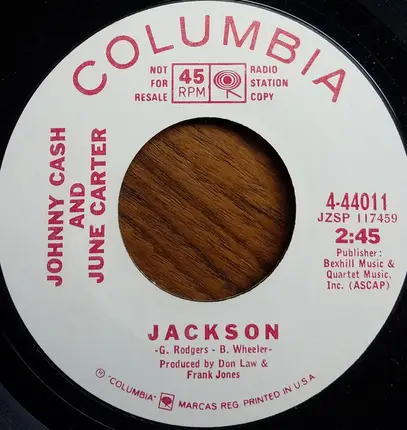 COLUMBIA
NOT
FOR
RESALE
45
RPM
RADIO
STATION
COPY
JOHNNY CASH
AND
JUNE CARTER
4-44011
JZSP 117459
2:45
Publisher:
Bexhill Music &
Quartet Music,
Inc. (ASCAP)
JACKSON
-G. Rodgers - B. Wheeler-
Produced by Don Law &
Frank Jones
℗ "COLUMBIA" MARCAS REG. PRINTED IN U.S.A